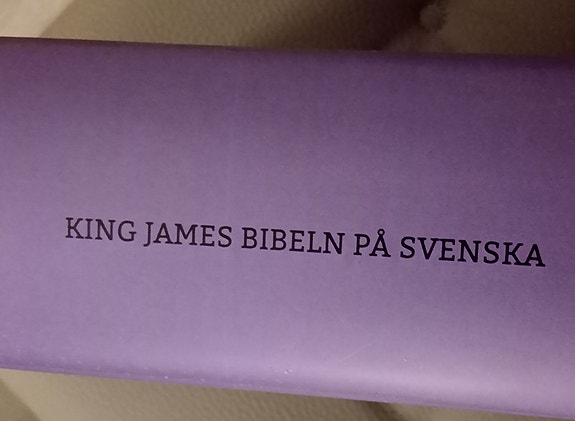 KING JAMES BIBELN PÅ SVENSKA